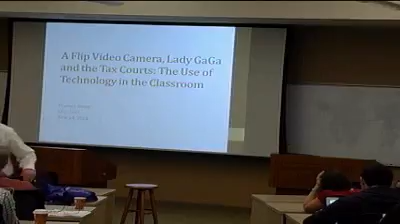 A Flip Video Camera, Lady GaGa
and the Tax Courts: The Use of
Technology in the Classroom